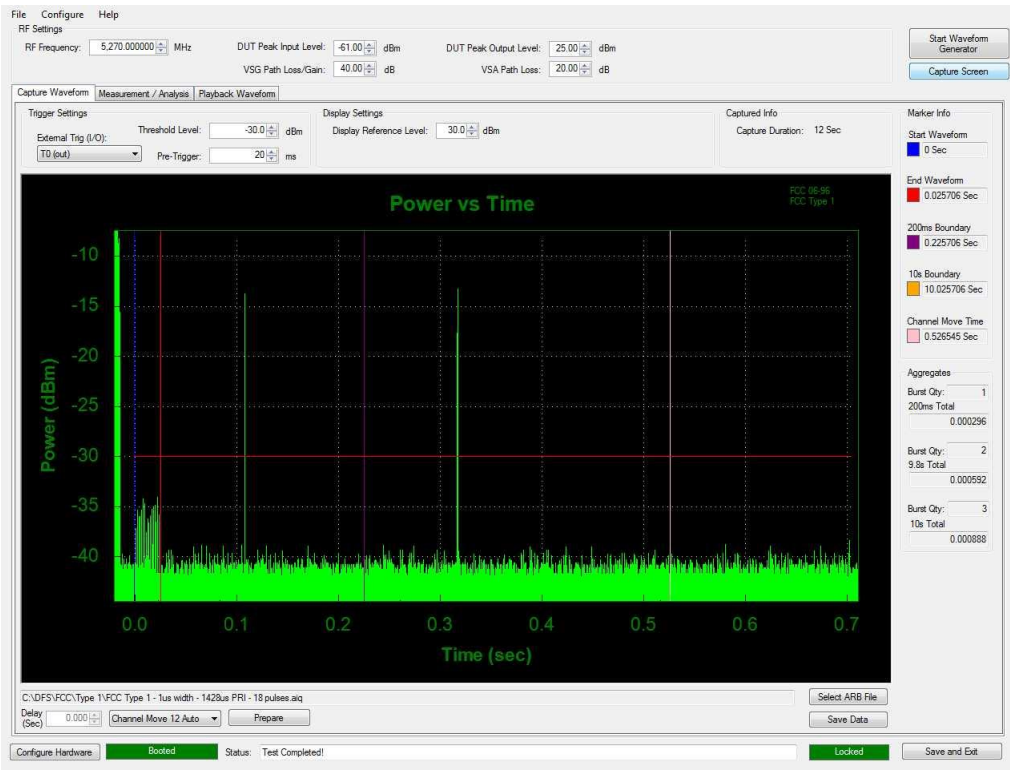 File Configure Help
RF Settings
RF Frequency: 5,270.000000 MHz DUT Peak Input Level: -61.00 dBm DUT Peak Output Level: 25.00 dBm
VSG Path Loss/Gain: 40.00 dB VSA Path Loss: 20.00 dB
Start Waveform
Generator
Capture Screen
Capture Waveform Measurement / Analysis Playback Waveform
Trigger Settings
External Trig (I/O):
T0 (out)
Threshold Level: -30.0 dBm
Pre-Trigger: 20 ms
Display Settings
Display Reference Level: 30.0 dBm
Captured Info
Capture Duration: 12 Sec
Marker Info
Start Waveform
0 Sec
End Waveform
0.025706 Sec
200ms Boundary
0.225706 Sec
10s Boundary
10.025706 Sec
Channel Move Time
0.526545 Sec
Aggregates
Burst Qty: 1
200ms Total
0.000296
Burst Qty: 2
9.8s Total
0.000592
Burst Qty: 3
10s Total
0.000888
Power vs Time
FCC 06-96
FCC Type 1
Power (dBm)
-10
-15
-20
-25
-30
-35
-40
0.0 0.1 0.2 0.3 0.4 0.5 0.6 0.7
Time (sec)
C:\DFS\FCC\Type 1\FCC Type 1 - 1us width - 1428us PRI - 18 pulses.aiq
Select ARB File
Delay
(Sec) 0.000 Channel Move 12 Auto Prepare
Save Data
Configure Hardware Booted Status: Test Completed! Locked Save and Exit